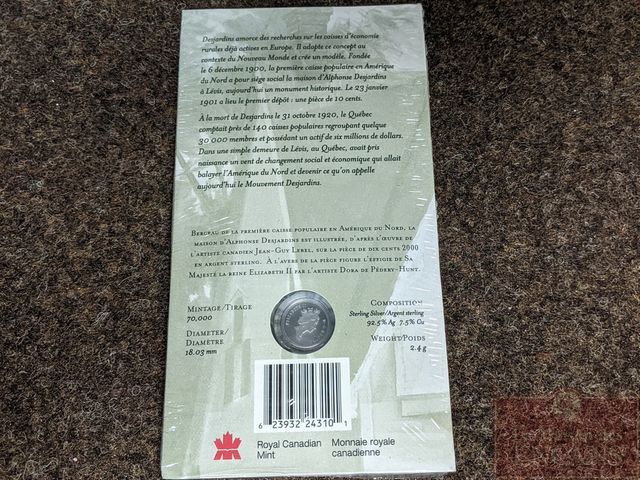 Desjardins amorce des recherches sur les caisses d'économie
rurales déjà actives en Europe. Il adapte ce concept au
contexte du Nouveau Monde et crée un modèle. Fondée
le 6 décembre 1900, la première caisse populaire en Amérique
du Nord a pour siège social la maison d'Alphonse Desjardins
à Lévis, aujourd'hui un monument historique. Le 23 janvier
1901 a lieu le premier dépôt : une pièce de 10 cents.
À la mort de Desjardins le 31 octobre 1920, le Québec
comptait près de 140 caisses populaires regroupant quelque
30 000 membres et possédant un actif de six millions de dollars.
Dans une simple demeure de Lévis, au Québec, avait pris
naissance un vent de changement social et économique qui allait
balayer l'Amérique du Nord et devenir ce qu'on appelle
aujourd'hui le Mouvement Desjardins.
Berceau de la première caisse populaire en Amérique du Nord, la
maison d'Alphonse Desjardins est illustrée, d'après l'œuvre de
l'artiste canadien Jean-Guy Lebel, sur la pièce de dix cents 2000
en argent sterling. À l'avers de la pièce figure l'effigie de Sa
Majesté la reine Elizabeth II par l'artiste Dora de Pédery-Hunt.
Mintage/Tirage
70,000
Diameter/
Diamètre
18.03 mm
Composition
Sterling Silver/Argent sterling
92.5% Ag 7.5% Cu
Weight/Poids
2.4 g
6 23932 24310 1
Royal Canadian
Mint
Monnaie royale
canadienne